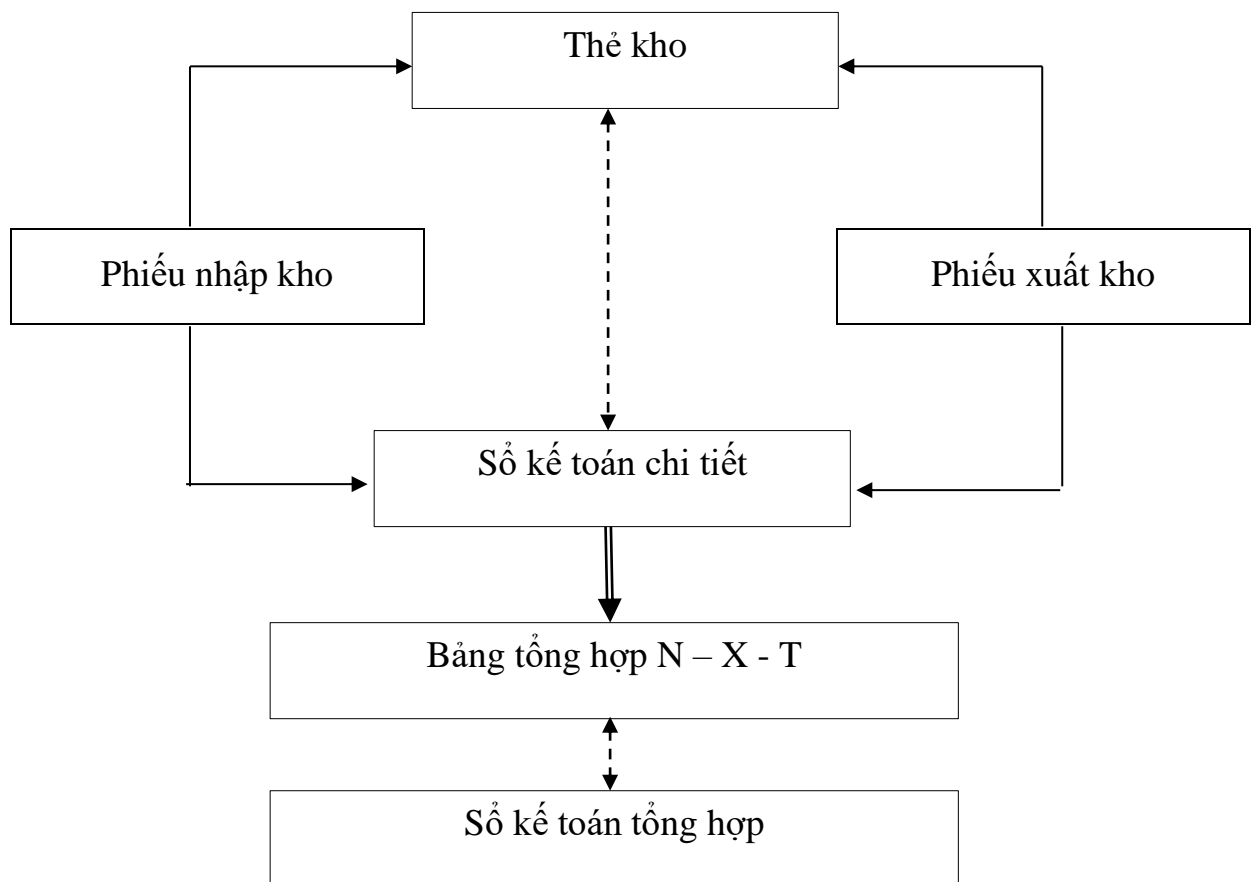 Thẻ kho
Phiếu nhập kho
Phiếu xuất kho
Sổ kế toán chi tiết
Bảng tổng hợp N – X - T
Sổ kế toán tổng hợp